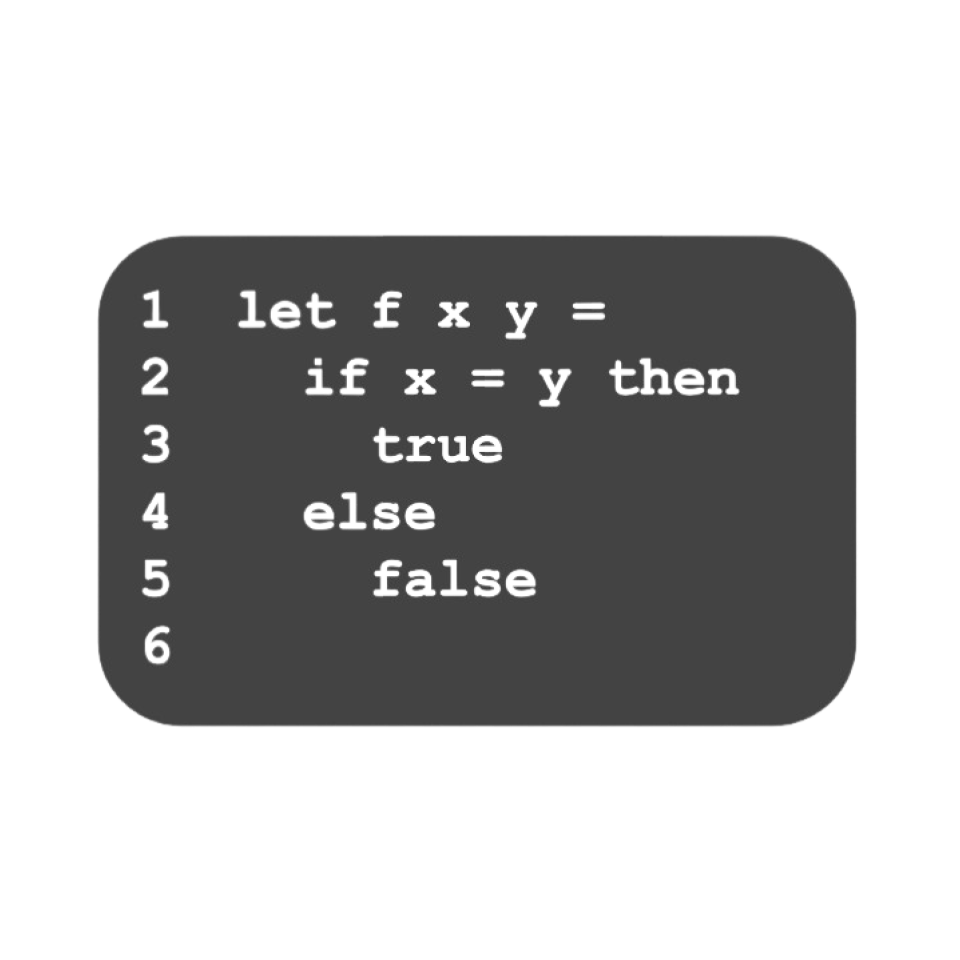 1  let f x y =
2    if x = y then
3      true
4    else
5      false
6